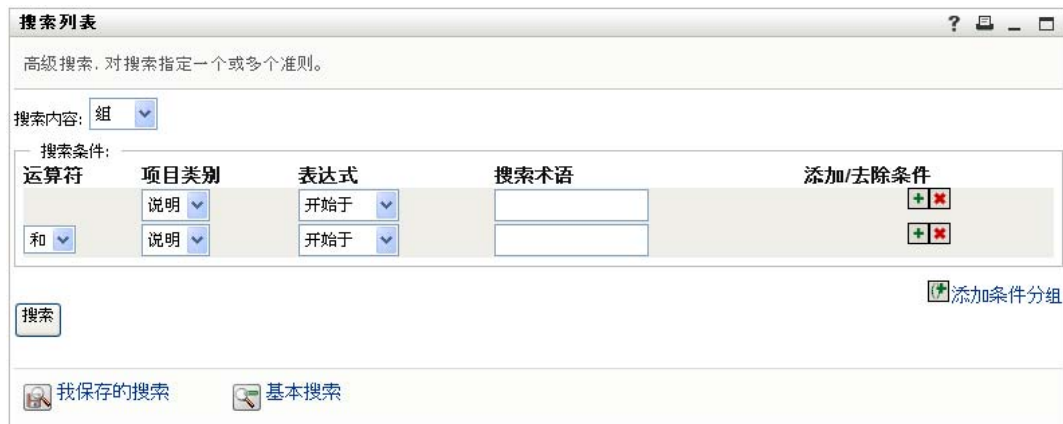 搜索列表 ?
高级搜索. 对搜索指定一个或多个准则。
搜索内容: 组
搜索条件:
运算符 项目类别 表达式 搜索术语 添加/去除条件
说明 开始于
和 说明 开始于
添加条件分组
搜索
我保存的搜索 基本搜索